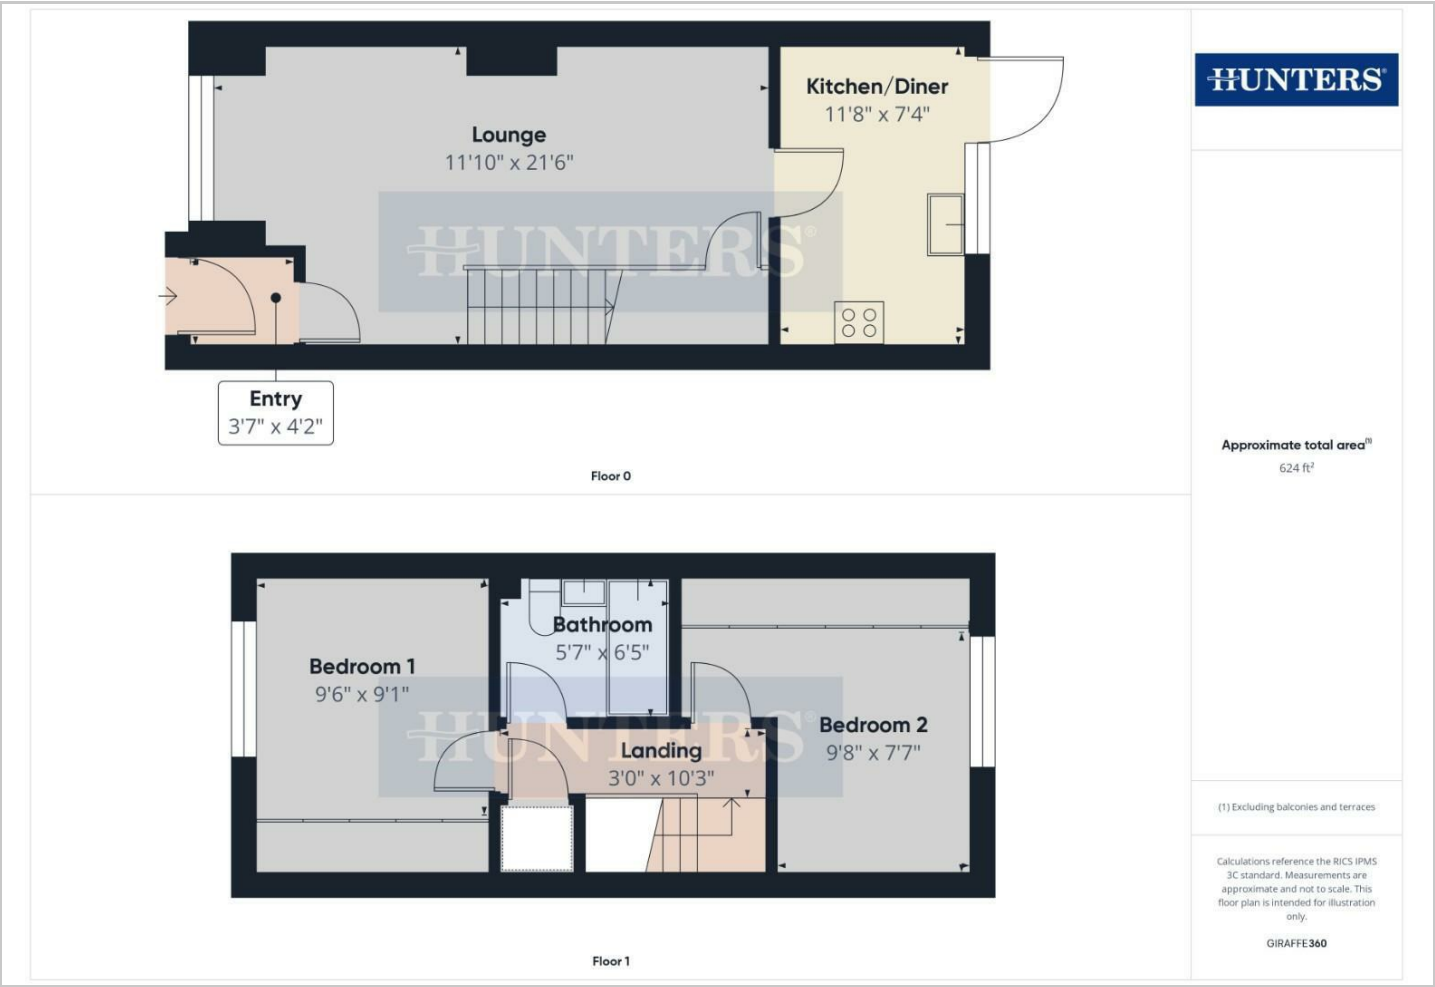 HUNTERS®
Lounge
11'10" x 21'6"
Kitchen/Diner
11'8" x 7'4"
HUNTERS®
Entry
3'7" x 4'2"
Floor 0
Approximate total area(1)
624 ft²
Bedroom 1
9'6" x 9'1"
Bathroom
5'7" x 6'5"
Landing
3'0" x 10'3"
Bedroom 2
9'8" x 7'7"
HUNTERS®
Floor 1
(1) Excluding balconies and terraces
Calculations reference the RICS IPMS
3C standard. Measurements are
approximate and not to scale. This
floor plan is intended for illustration
only.
GIRAFFE360